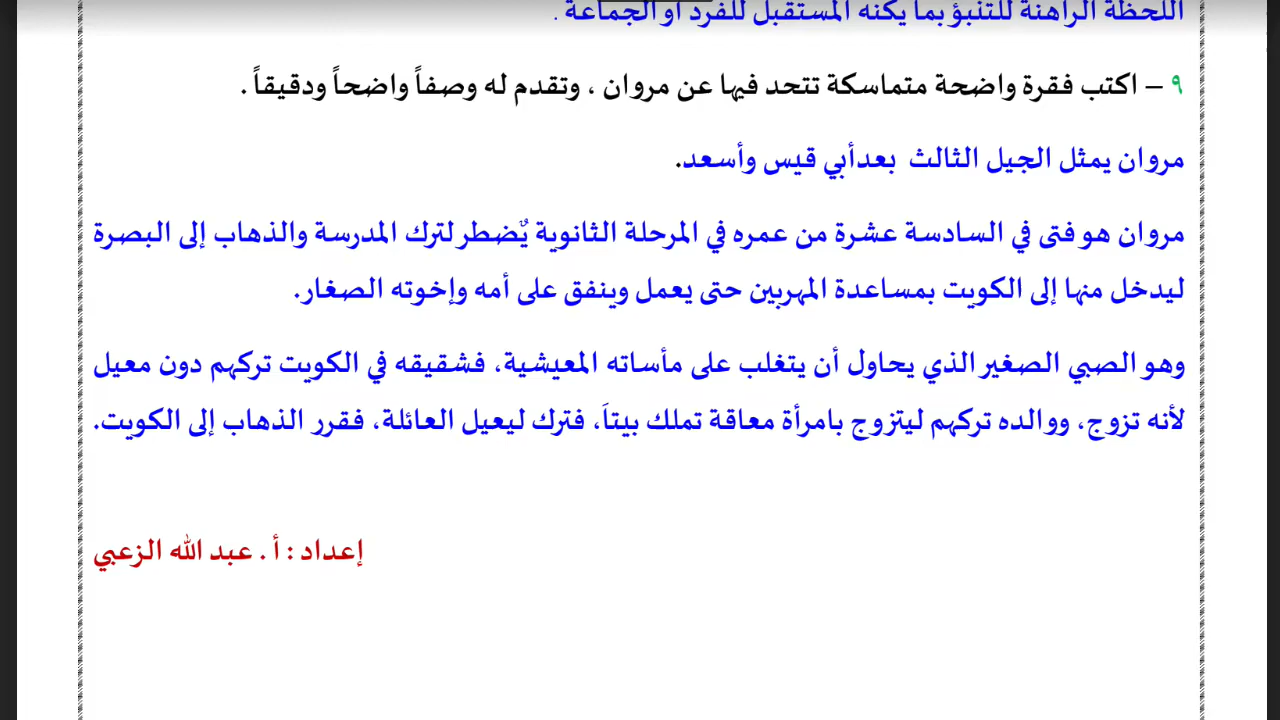 اللحظة الراهنة للتنبؤ بما يكنه المستقبل للفرد أو الجماعة .
٩ – اكتب فقرة واضحة متماسكة تتحد فيها عن مروان ، وتقدم له وصفاً واضحاً ودقيقاً .
مروان يمثل الجيل الثالث بعدأبي قيس وأسعد.
مروان هو فتى في السادسة عشرة من عمره في المرحلة الثانوية يٌضطر لترك المدرسة والذهاب إلى البصرة
ليدخل منها إلى الكويت بمساعدة المهربين حتى يعمل وينفق على أمه وإخوته الصغار.
وهو الصبي الصغير الذي يحاول أن يتغلب على مأساته المعيشية، فشقيقه في الكويت تركهم دون معيل
لأنه تزوج، ووالده تركهم ليتزوج بامرأة معاقة تملك بيتاَ، فترك ليعيل العائلة، فقرر الذهاب إلى الكويت.
إعداد : أ . عبد الله الزعبي